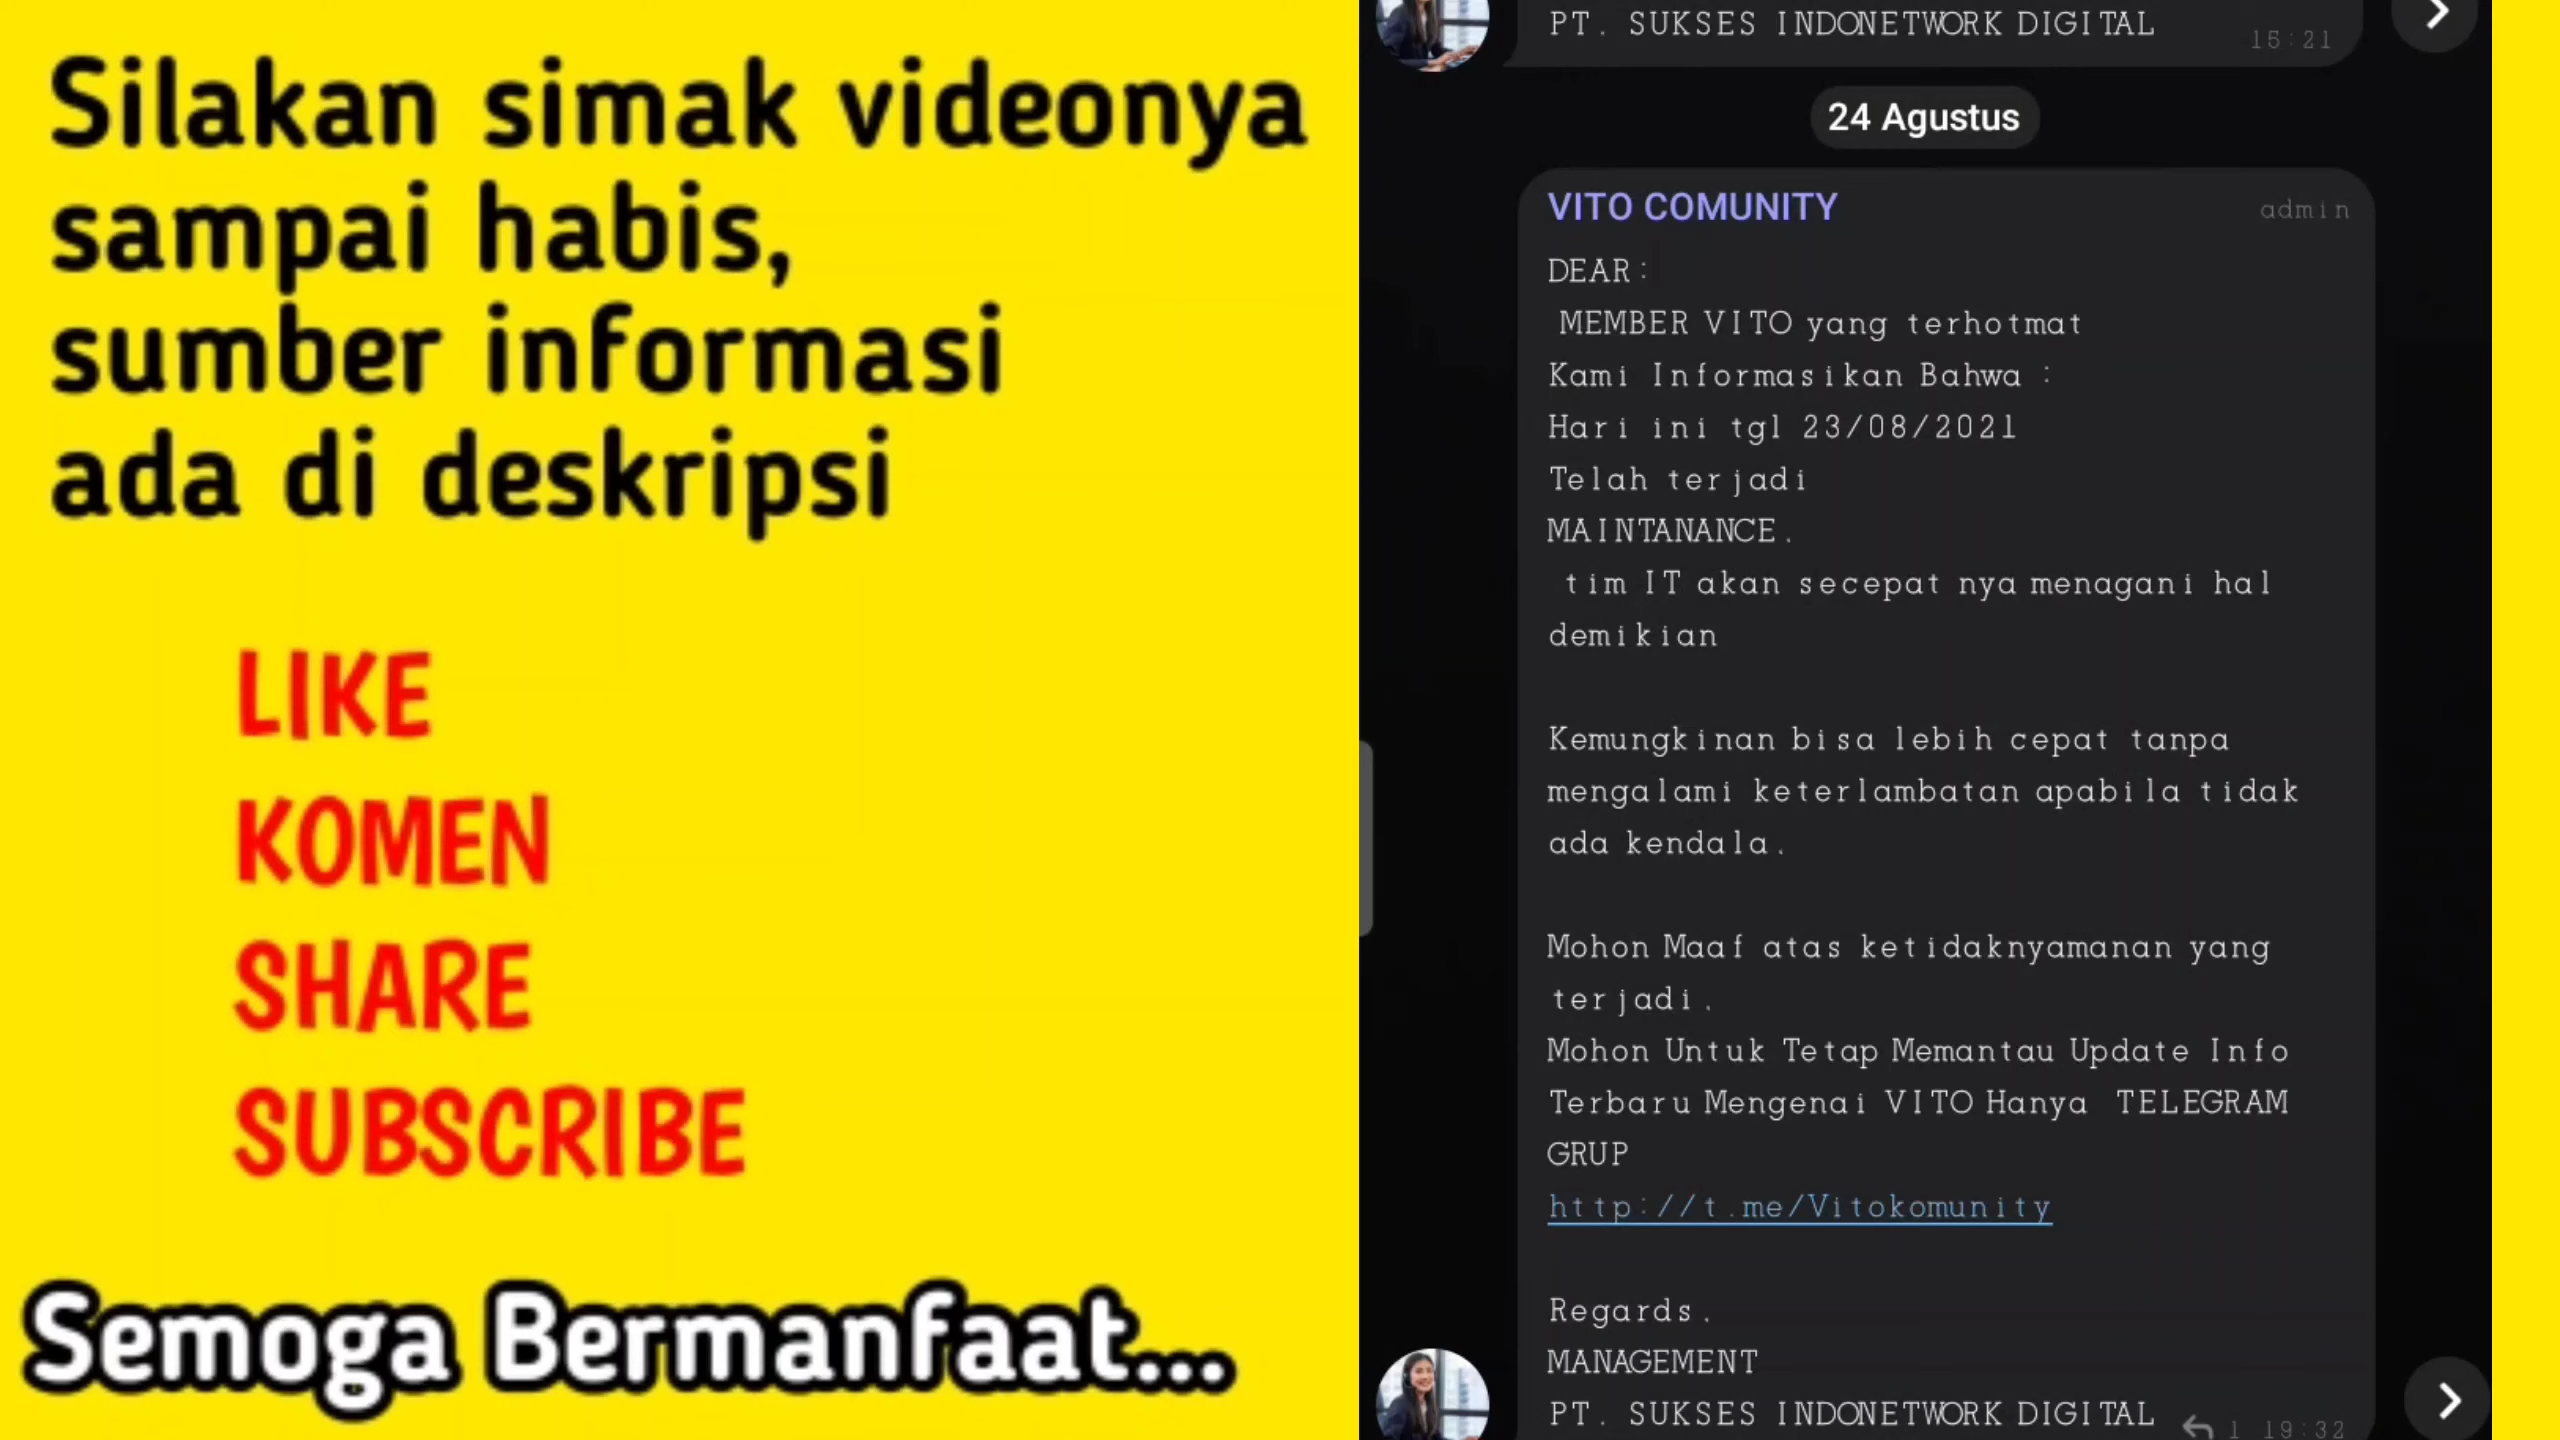 Silakan simak videonya
sampai habis,
sumber informasi
ada di deskripsi
LIKE
KOMEN
SHARE
SUBSCRIBE
Semoga Bermanfaat...
PT. SUKSES INDONETWORK DIGITAL
15:21
24 Agustus
VITO COMUNITY admin
DEAR:
MEMBER VITO yang terhotmat
Kami Informasikan Bahwa :
Hari ini tgl 23/08/2021
Telah terjadi
MAINTANANCE.
tim IT akan secepat nya menagani hal
demikian
Kemungkinan bisa lebih cepat tanpa
mengalami keterlambatan apabila tidak
ada kendala.
Mohon Maaf atas ketidaknyamanan yang
terjadi.
Mohon Untuk Tetap Memantau Update Info
Terbaru Mengenai VITO Hanya TELEGRAM
GRUP
http://t.me/Vitokomunity
Regards.
MANAGEMENT
PT. SUKSES INDONETWORK DIGITAL
1 19:32